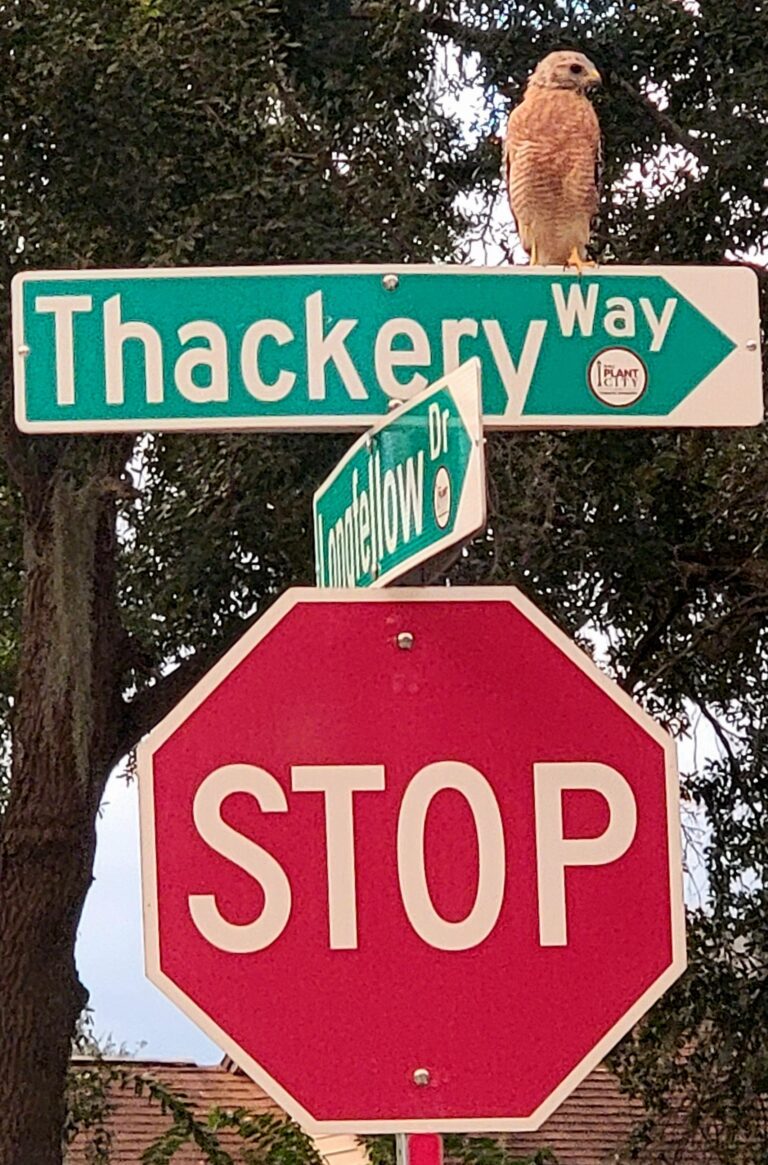 Thackery Way
PLANT
CITY
Longfellow Dr
STOP